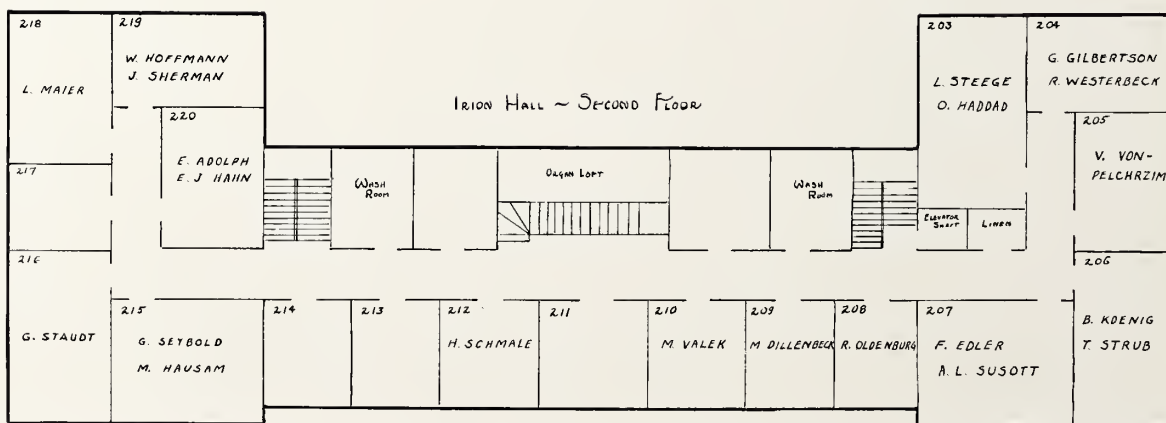 IRION HALL ~ SECOND FLOOR
218
L. MAIER
219
W. HOFFMANN
J. SHERMAN
220
E. ADOLPH
E. J HAHN
217
216
G. STAUDT
215
G. SEYBOLD
M. HAUSAM
WASH
ROOM
ORGAN LOFT
WASH
ROOM
214
213
212
H. SCHMALE
211
210
M. VALEK
209
M DILLENBECK
208
R. OLDENBURG
203
L. STEEGE
O. HADDAD
ELEVATOR
SHAFT
LINEN
204
G. GILBERTSON
R. WESTERBECK
205
V. VON-
PELCHRZIM
206
B. KOENIG
T. STRUB
207
F. EDLER
A. L. SUSOTT